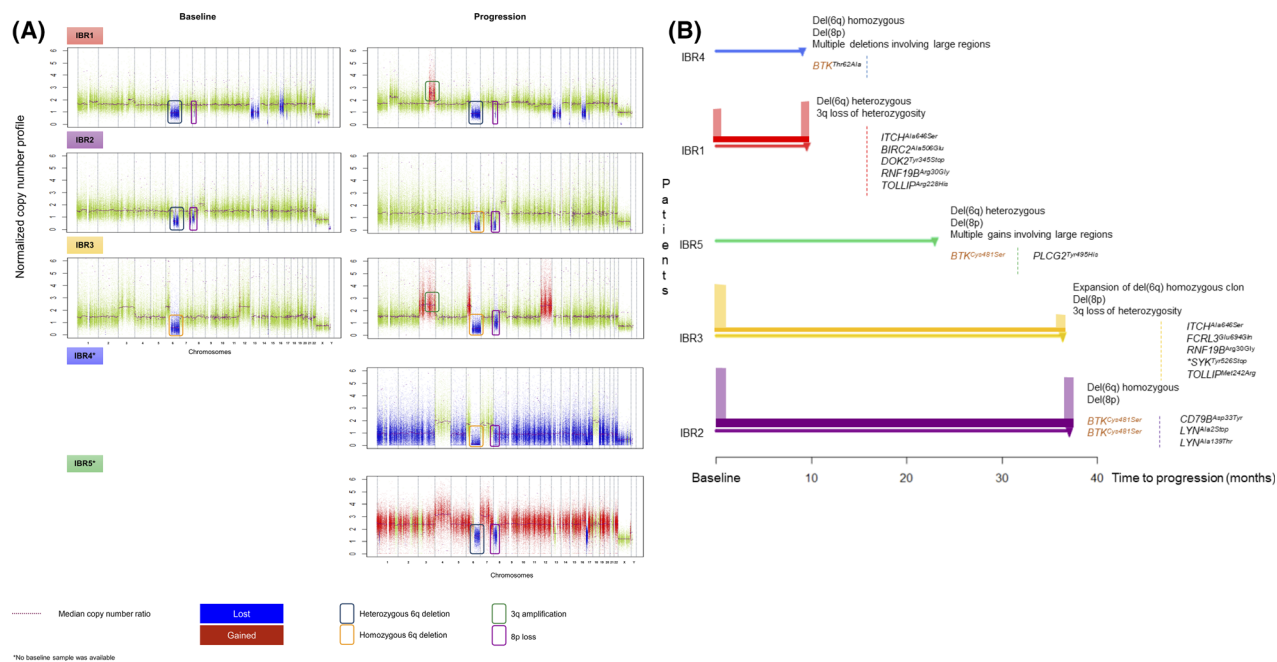 (A)
Baseline
Progression
Normalized copy number profile
IBR1
IBR2
IBR3
Chromosomes
IBR4*
IBR5*
Chromosomes
Median copy number ratio
Lost
Gained
Heterozygous 6q deletion
Homozygous 6q deletion
3q amplification
8p loss
*No baseline sample was available
(B)
Patients
IBR4
Del(6q) homozygous
Del(8p)
Multiple deletions involving large regions
BTKThr62Ala
IBR1
Del(6q) heterozygous
3q loss of heterozygosity
ITCHAla646Ser
BIRC2Ala506Glu
DOK2Tyr345Stop
RNF19BArg30Gly
TOLLIPArg228His
IBR5
Del(6q) heterozygous
Del(8p)
Multiple gains involving large regions
BTKCys481Ser PLCG2Tyr495His
IBR3
Expansion of del(6q) homozygous clon
Del(8p)
3q loss of heterozygosity
ITCHAla646Ser
FCRL3Glu694Gln
RNF19BArg30Gly
*SYKTyr526Stop
TOLLIPMet242Arg
IBR2
Del(6q) homozygous
Del(8p)
BTKCys481Ser CD79BAsp33Tyr
BTKCys481Ser LYNAla2Stop
LYNAla139Thr
Baseline 10 20 30 40 Time to progression (months)